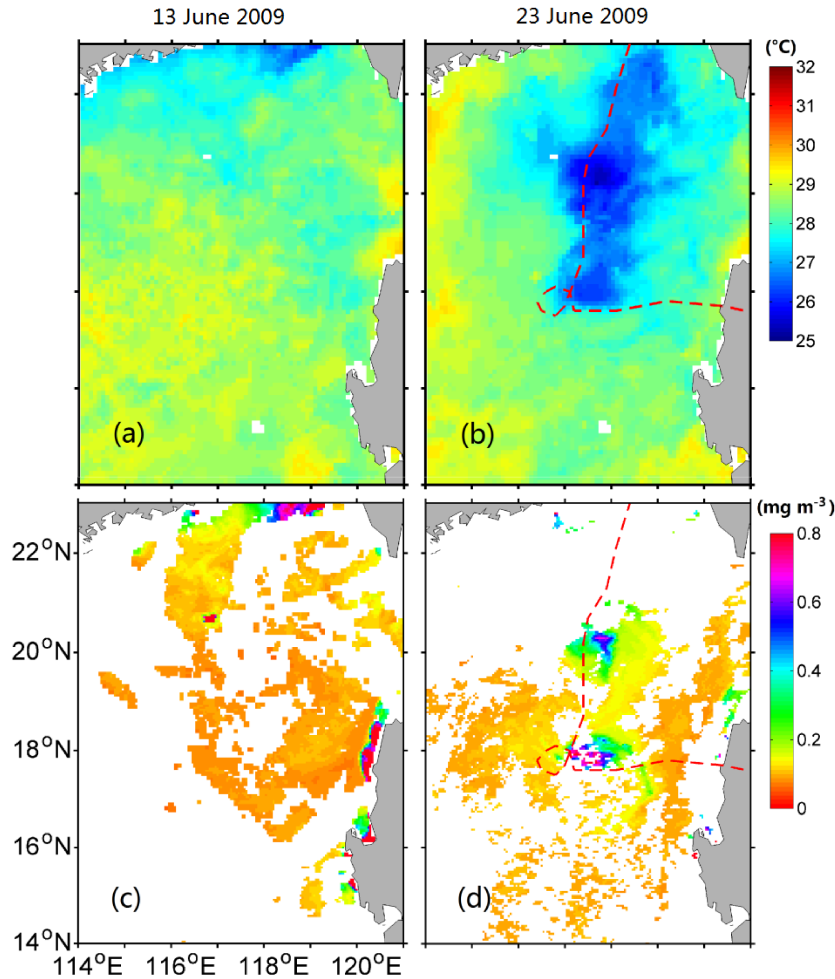 13 June 2009 23 June 2009
(°C)
32
31
30
29
28
27
26
25
(a) (b)
(mg m⁻³)
0.8
0.6
0.4
0.2
0
22°N
20°N
18°N
16°N
14°N
(c) (d)
114°E 116°E 118°E 120°E